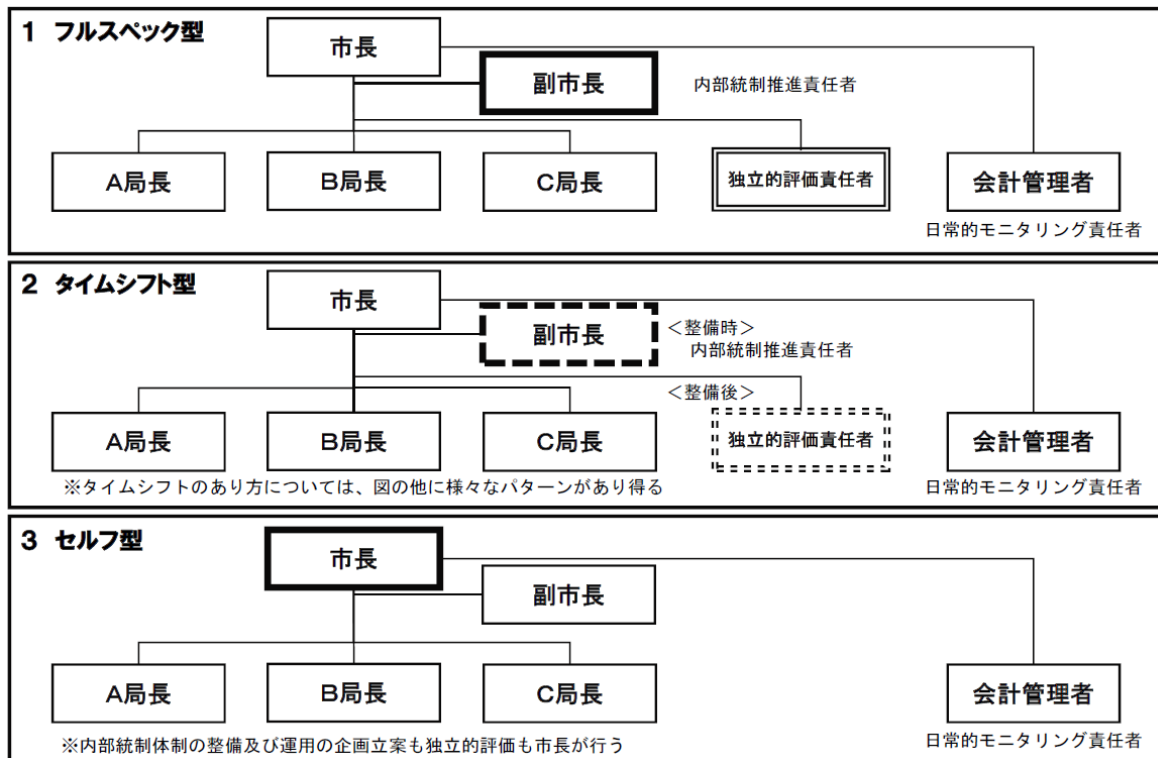 1 フルスペック型
市長
副市長
内部統制推進責任者
A局長
B局長
C局長
独立的評価責任者
会計管理者
日常的モニタリング責任者
2 タイムシフト型
市長
副市長
<整備時>
内部統制推進責任者
<整備後>
A局長
B局長
C局長
独立的評価責任者
会計管理者
※タイムシフトのあり方については、図の他に様々なパターンがあり得る
日常的モニタリング責任者
3 セルフ型
市長
副市長
A局長
B局長
C局長
会計管理者
※内部統制体制の整備及び運用の企画立案も独立的評価も市長が行う
日常的モニタリング責任者